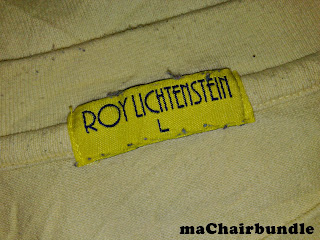 ROY LICHTENSTEIN
L
maChairbundle